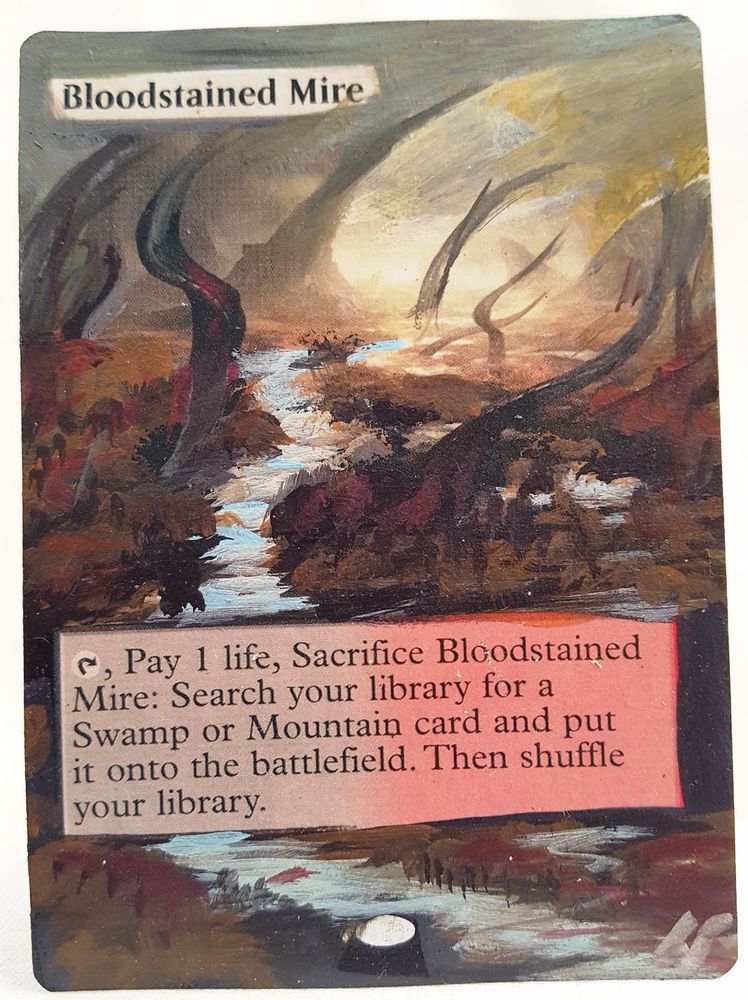 Bloodstained Mire
, Pay 1 life, Sacrifice Bloodstained
Mire: Search your library for a
Swamp or Mountain card and put
it onto the battlefield. Then shuffle
your library.